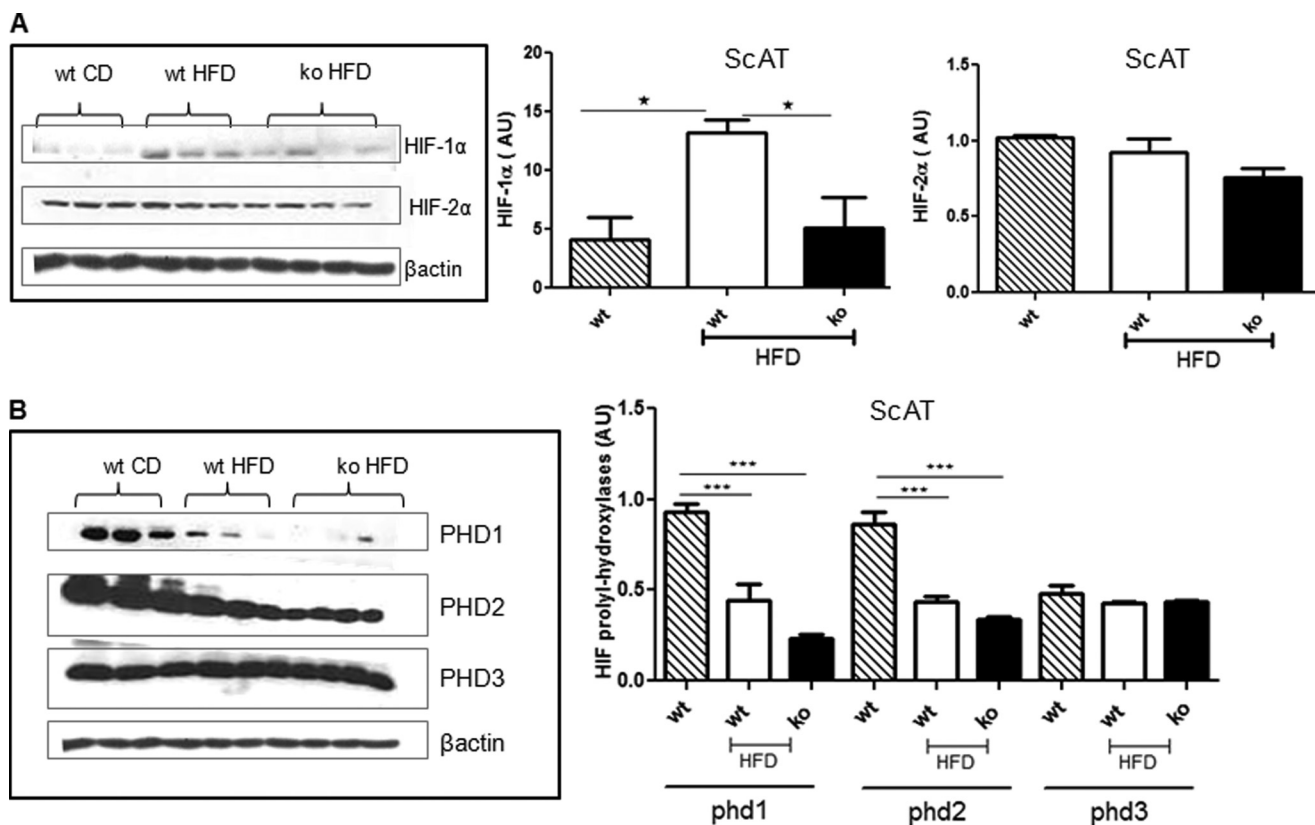 A
wt CD wt HFD ko HFD
HIF-1α
HIF-2α
βactin
ScAT
★ ★
HIF-1α ( AU)
20
15
10
5
0
wt wt ko
HFD
ScAT
HIF-2α ( AU)
1.5
1.0
0.5
0.0
wt wt ko
HFD
B
wt CD wt HFD ko HFD
PHD1
PHD2
PHD3
βactin
ScAT
HIF prolyl-hydroxylases (AU)
1.5
1.0
0.5
0.0
***
***
***
***
wt wt ko wt wt ko wt wt ko
HFD HFD HFD
phd1 phd2 phd3